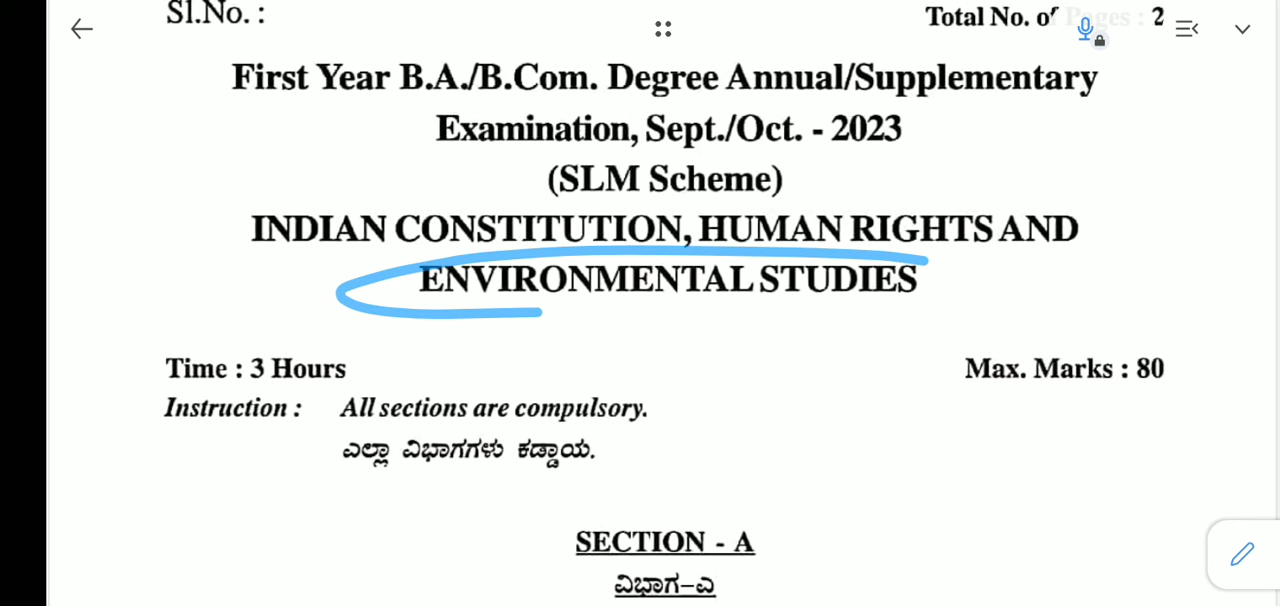 Sl.No. :
Total No. of Pages : 2
First Year B.A./B.Com. Degree Annual/Supplementary
Examination, Sept./Oct. - 2023
(SLM Scheme)
INDIAN CONSTITUTION, HUMAN RIGHTS AND
ENVIRONMENTAL STUDIES
Time : 3 Hours
Max. Marks : 80
Instruction : All sections are compulsory.
ಎಲ್ಲಾ ವಿಭಾಗಗಳು ಕಡ್ಡಾಯ.
SECTION - A
ವಿಭಾಗ-ಎ